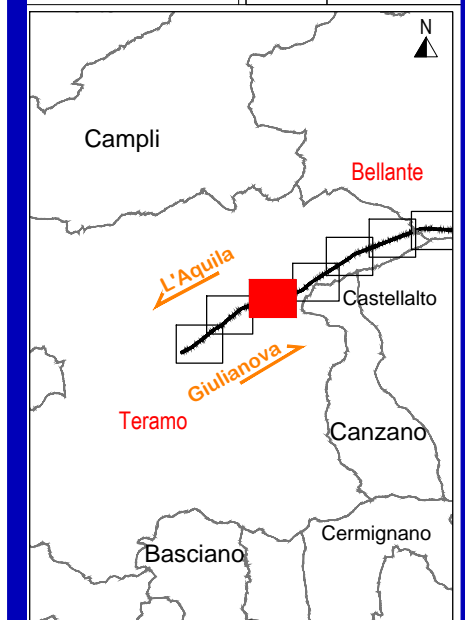 N
Campli
Bellante
L'Aquila
Castellalto
Giulianova
Teramo
Canzano
Cermignano
Basciano